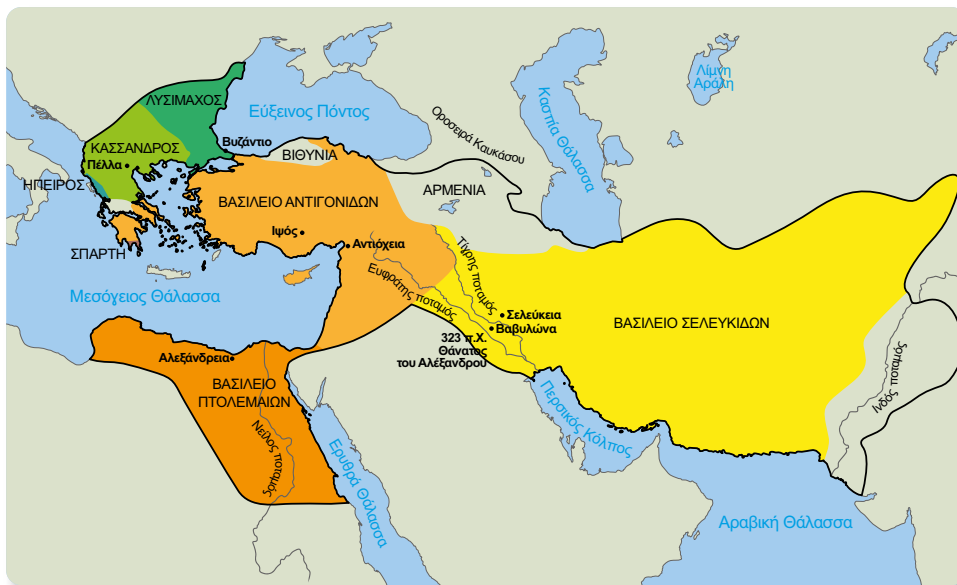 Λίμνη
Αράλη
ΛΥΣΙΜΑΧΟΣ
Εύξεινος Πόντος
Κασπία Θάλασσα
Οροσειρά Καυκάσου
ΚΑΣΣΑΝΔΡΟΣ
Βυζάντιο
ΒΙΘΥΝΙΑ
Πέλλα
ΗΠΕΙΡΟΣ
ΑΡΜΕΝΙΑ
ΒΑΣΙΛΕΙΟ ΑΝΤΙΓΟΝΙΔΩΝ
Ιψός
Αντιόχεια
ΣΠΑΡΤΗ
Τίγρης ποταμός
Ευφράτης ποταμός
Μεσόγειος Θάλασσα
Σελεύκεια
Βαβυλώνα
ΒΑΣΙΛΕΙΟ ΣΕΛΕΥΚΙΔΩΝ
323 π.Χ.
Θάνατος
του Αλέξανδρου
Αλεξάνδρεια
ΒΑΣΙΛΕΙΟ
ΠΤΟΛΕΜΑΙΩΝ
Ινδός ποταμός
Περσικός Κόλπος
Νείλος ποταμός
Ερυθρά Θάλασσα
Αραβική Θάλασσα